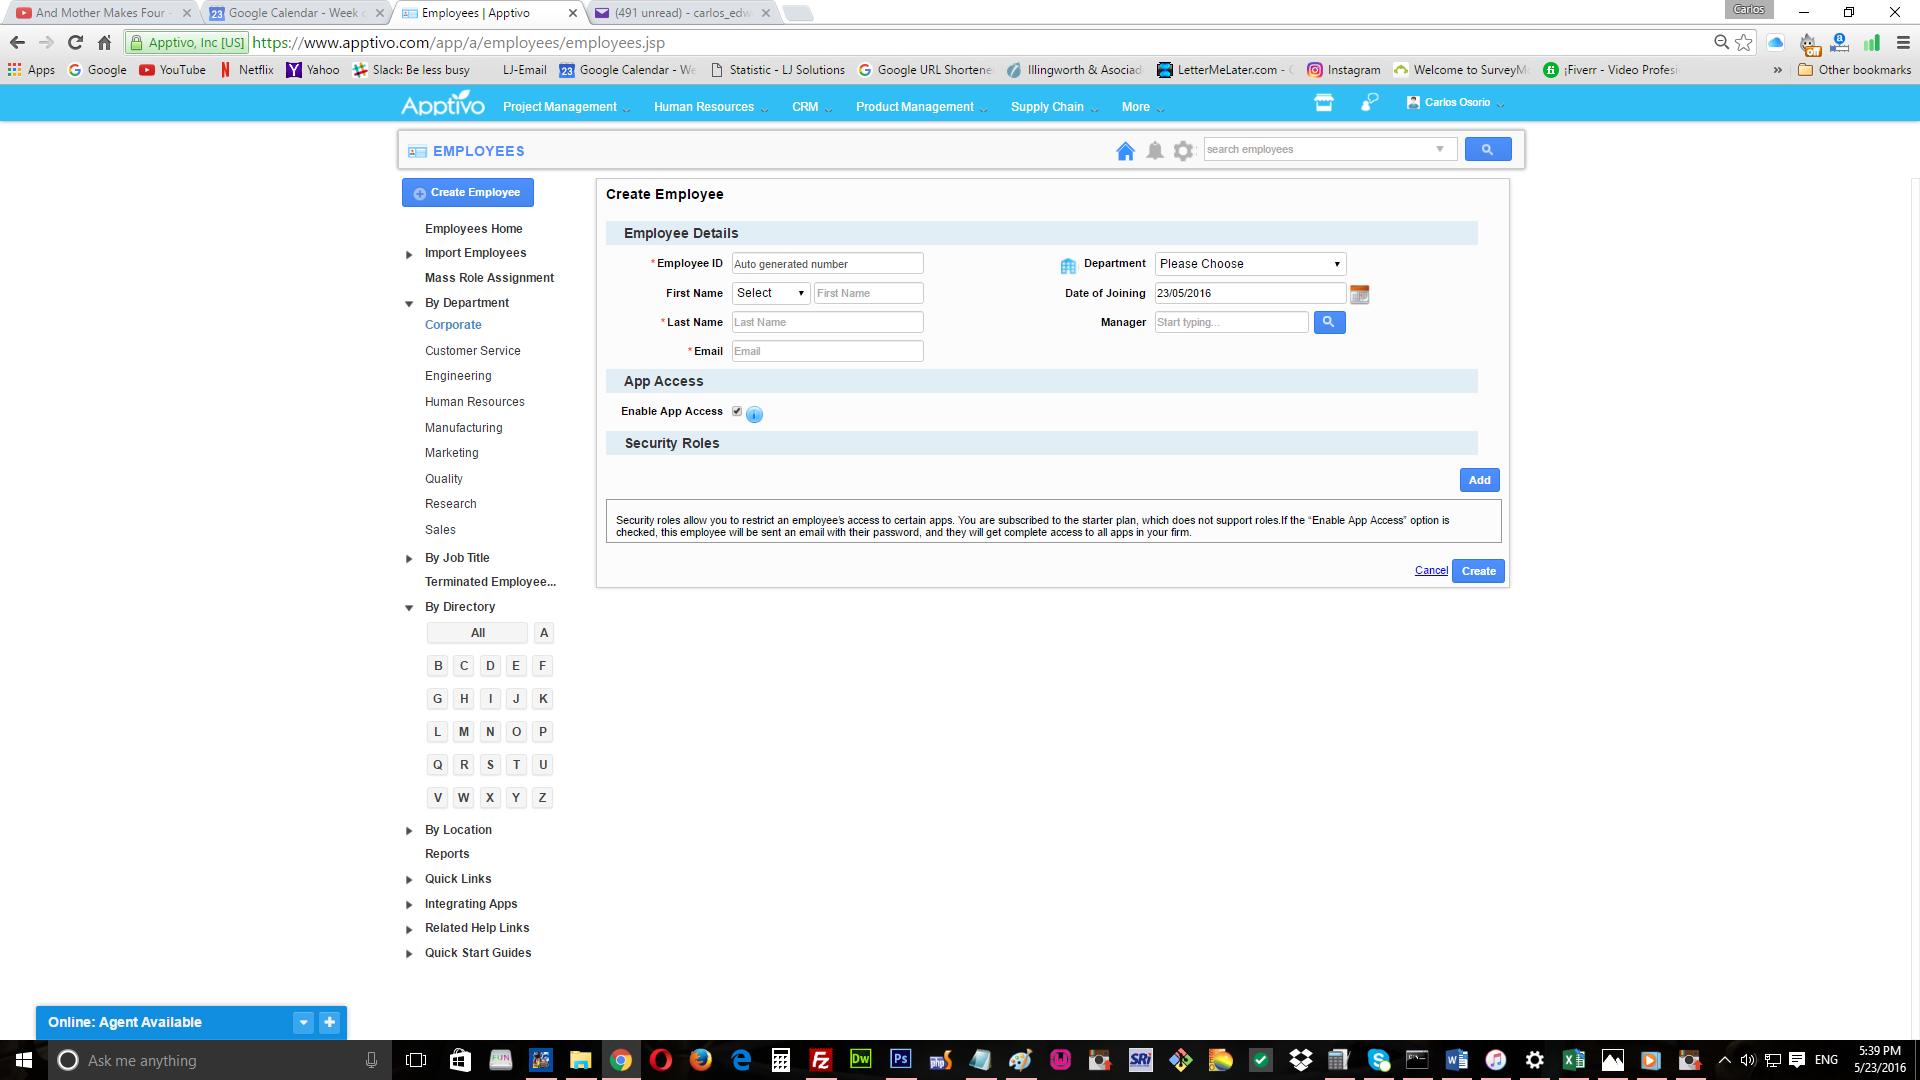 And Mother Makes Four -
Google Calendar - Week o
Employees | Apptivo
(491 unread) - carlos_edw
Carlos
Apptivo, Inc [US]
https://www.apptivo.com/app/a/employees/employees.jsp
Apps
Google
YouTube
Netflix
Yahoo
Slack: Be less busy
LJ-Email
Google Calendar - We
Statistic - LJ Solutions
Google URL Shortene
Illingworth & Asociad
LetterMeLater.com -
Instagram
Welcome to SurveyM
¡Fiverr - Video Profesi
»
Other bookmarks
Apptivo
Project Management
Human Resources
CRM
Product Management
Supply Chain
More
Carlos Osorio
EMPLOYEES
search employees
Create Employee
Employees Home
Import Employees
Mass Role Assignment
By Department
Corporate
Customer Service
Engineering
Human Resources
Manufacturing
Marketing
Quality
Research
Sales
By Job Title
Terminated Employee...
By Directory
All A
B C D E F
G H I J K
L M N O P
Q R S T U
V W X Y Z
By Location
Reports
Quick Links
Integrating Apps
Related Help Links
Quick Start Guides
Create Employee
Employee Details
* Employee ID Auto generated number
Department Please Choose
First Name Select First Name
Date of Joining 23/05/2016
* Last Name Last Name
Manager Start typing...
* Email Email
App Access
Enable App Access
Security Roles
Add
Security roles allow you to restrict an employee's access to certain apps. You are subscribed to the starter plan, which does not support roles.If the “Enable App Access” option is
checked, this employee will be sent an email with their password, and they will get complete access to all apps in your firm.
Cancel Create
Online: Agent Available
Ask me anything
ENG
5:39 PM
5/23/2016